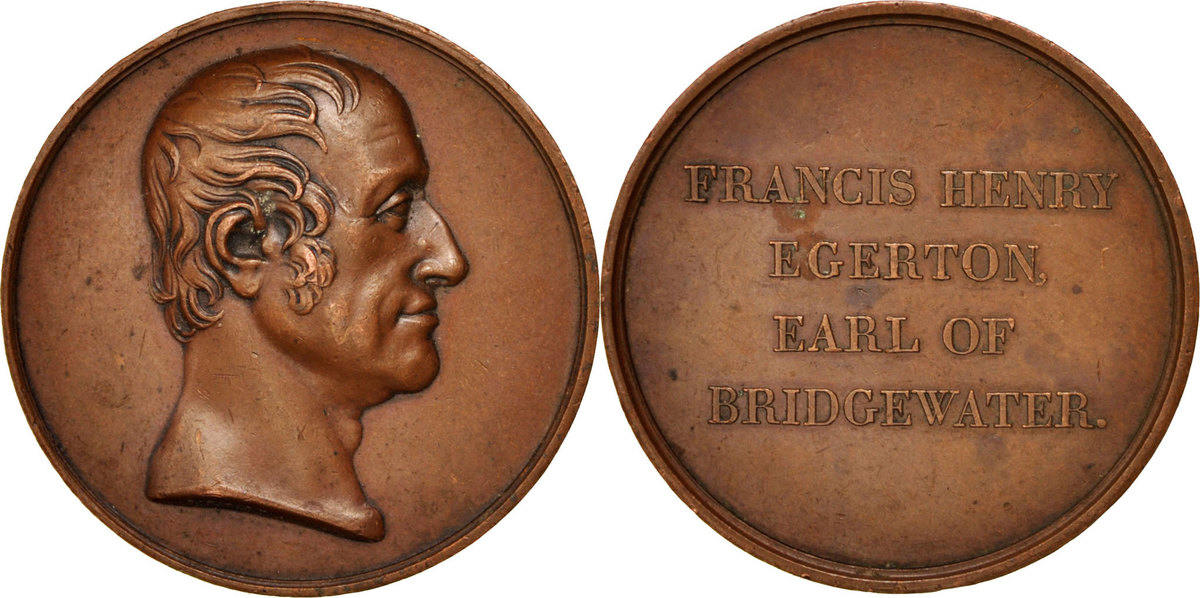 FRANCIS HENRY
EGERTON,
EARL OF
BRIDGEWATER.